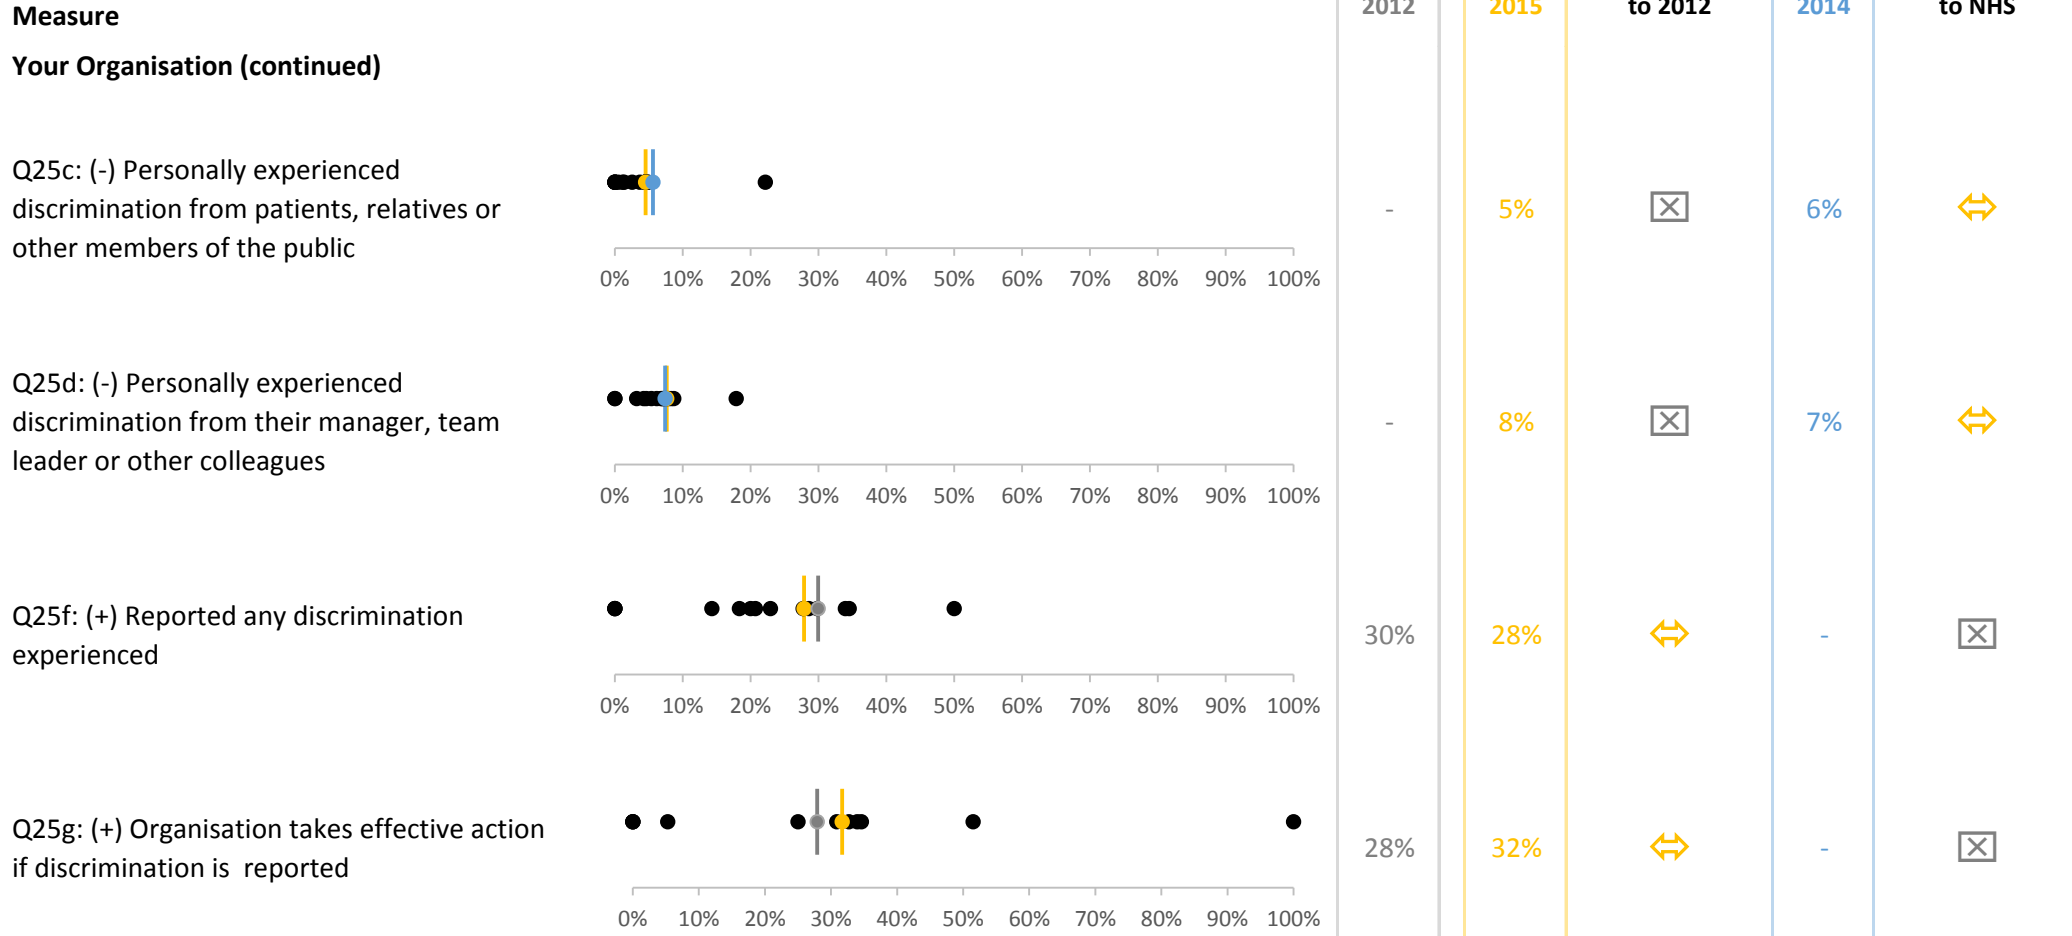 Measure 2012 2015 to 2012 2014 to NHS
Your Organisation (continued)
Q25c: (-) Personally experienced
discrimination from patients, relatives or
other members of the public
- 5% 6%
0% 10% 20% 30% 40% 50% 60% 70% 80% 90% 100%
Q25d: (-) Personally experienced
discrimination from their manager, team
leader or other colleagues
- 8% 7%
0% 10% 20% 30% 40% 50% 60% 70% 80% 90% 100%
Q25f: (+) Reported any discrimination
experienced
30% 28% -
0% 10% 20% 30% 40% 50% 60% 70% 80% 90% 100%
Q25g: (+) Organisation takes effective action
if discrimination is  reported
28% 32% -
0% 10% 20% 30% 40% 50% 60% 70% 80% 90% 100%